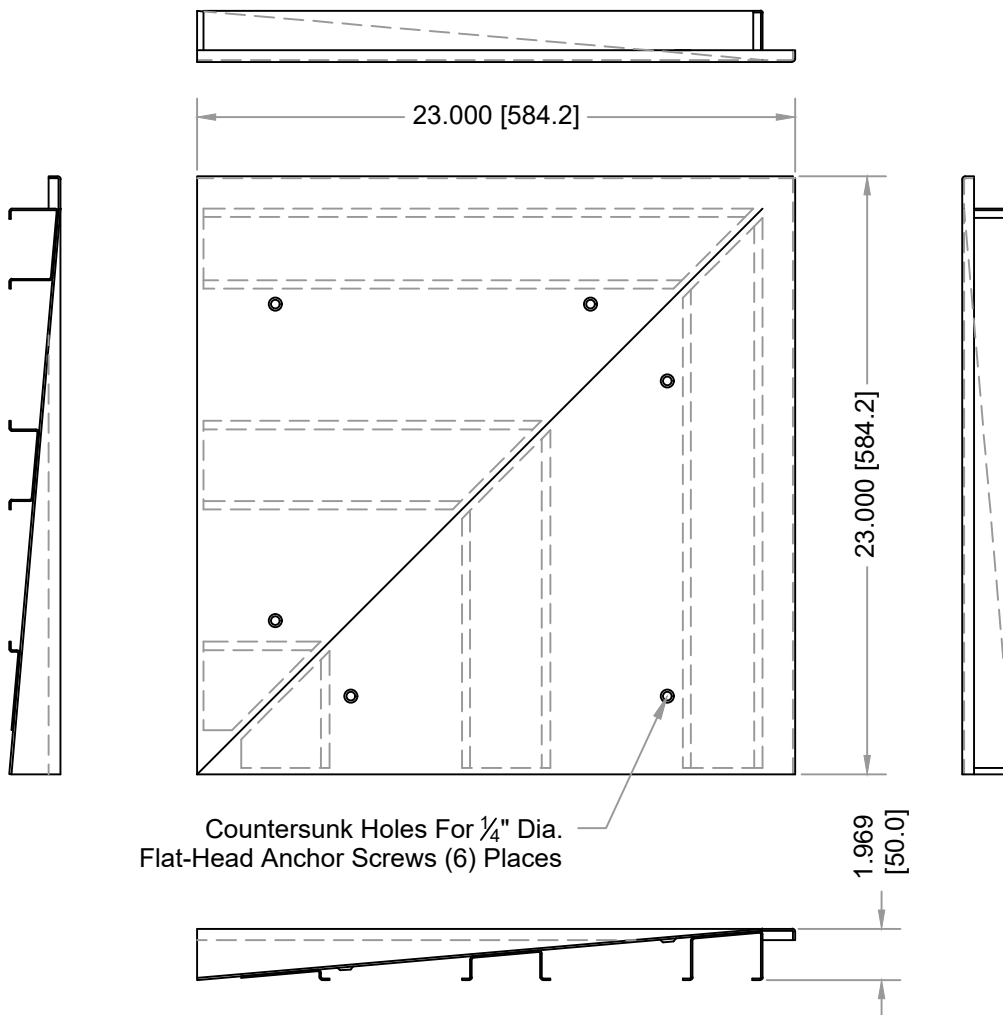 23.000 [584.2]
23.000 [584.2]
Countersunk Holes For ¼" Dia.
Flat-Head Anchor Screws (6) Places
1.969
[50.0]